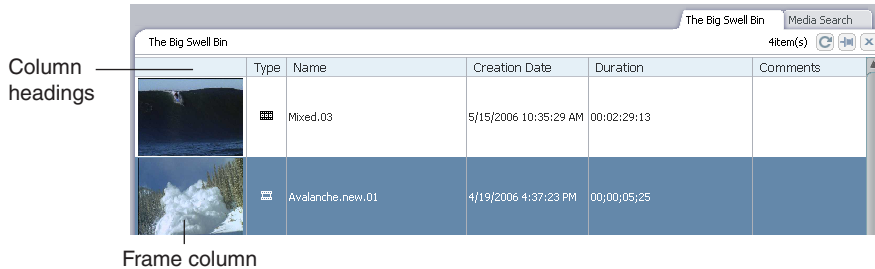 The Big Swell Bin Media Search
The Big Swell Bin 4item(s)
Column headings
Type Name Creation Date Duration Comments
Mixed.03 5/15/2006 10:35:29 AM 00:02:29:13
Avalanche.new.01 4/19/2006 4:37:23 PM 00;00;05;25
Frame column